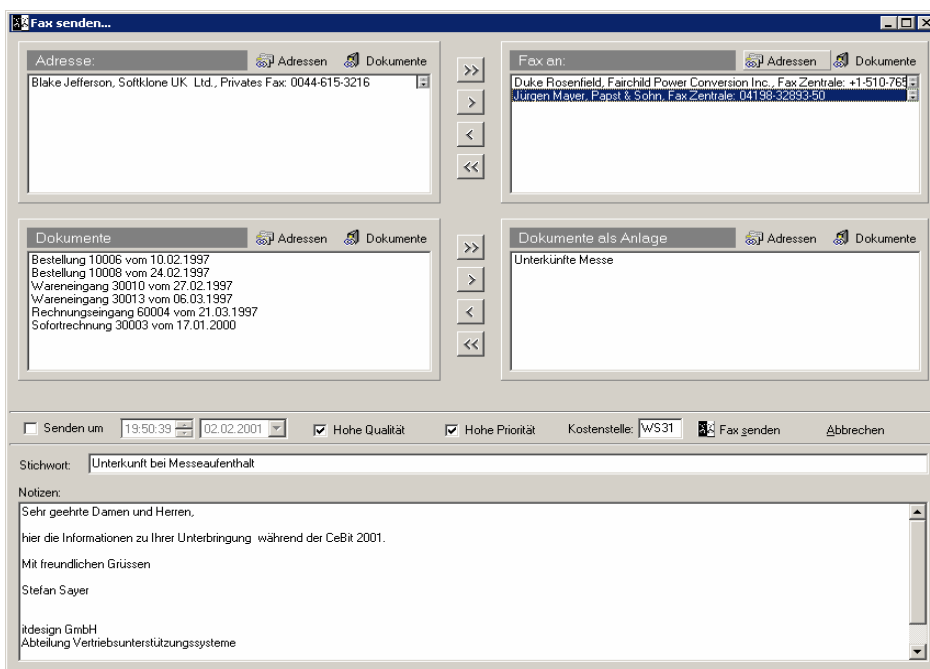 Fax senden...
Adresse: Adressen Dokumente
Blake Jefferson, Softklone UK Ltd., Privates Fax: 0044-615-3216
>>
>
<
<<
Fax an: Adressen Dokumente
Duke Rosenfield, Fairchild Power Conversion Inc., Fax Zentrale: +1-510-765
Jürgen Mayer, Papst & Sohn, Fax Zentrale: 04198-32893-50
Dokumente Adressen Dokumente
Bestellung 10006 vom 10.02.1997
Bestellung 10008 vom 24.02.1997
Wareneingang 30010 vom 27.02.1997
Wareneingang 30013 vom 06.03.1997
Rechnungseingang 60004 vom 21.03.1997
Sofortrechnung 30003 vom 17.01.2000
>>
>
<
<<
Dokumente als Anlage Adressen Dokumente
Unterkünfte Messe
Senden um 19:50:39 02.02.2001 Hohe Qualität Hohe Priorität Kostenstelle: WS31 Fax senden Abbrechen
Stichwort: Unterkunft bei Messeaufenthalt
Notizen:
Sehr geehrte Damen und Herren,
hier die Informationen zu Ihrer Unterbringung während der CeBit 2001.
Mit freundlichen Grüssen
Stefan Sayer
itdesign GmbH
Abteilung Vertriebsunterstützungssysteme